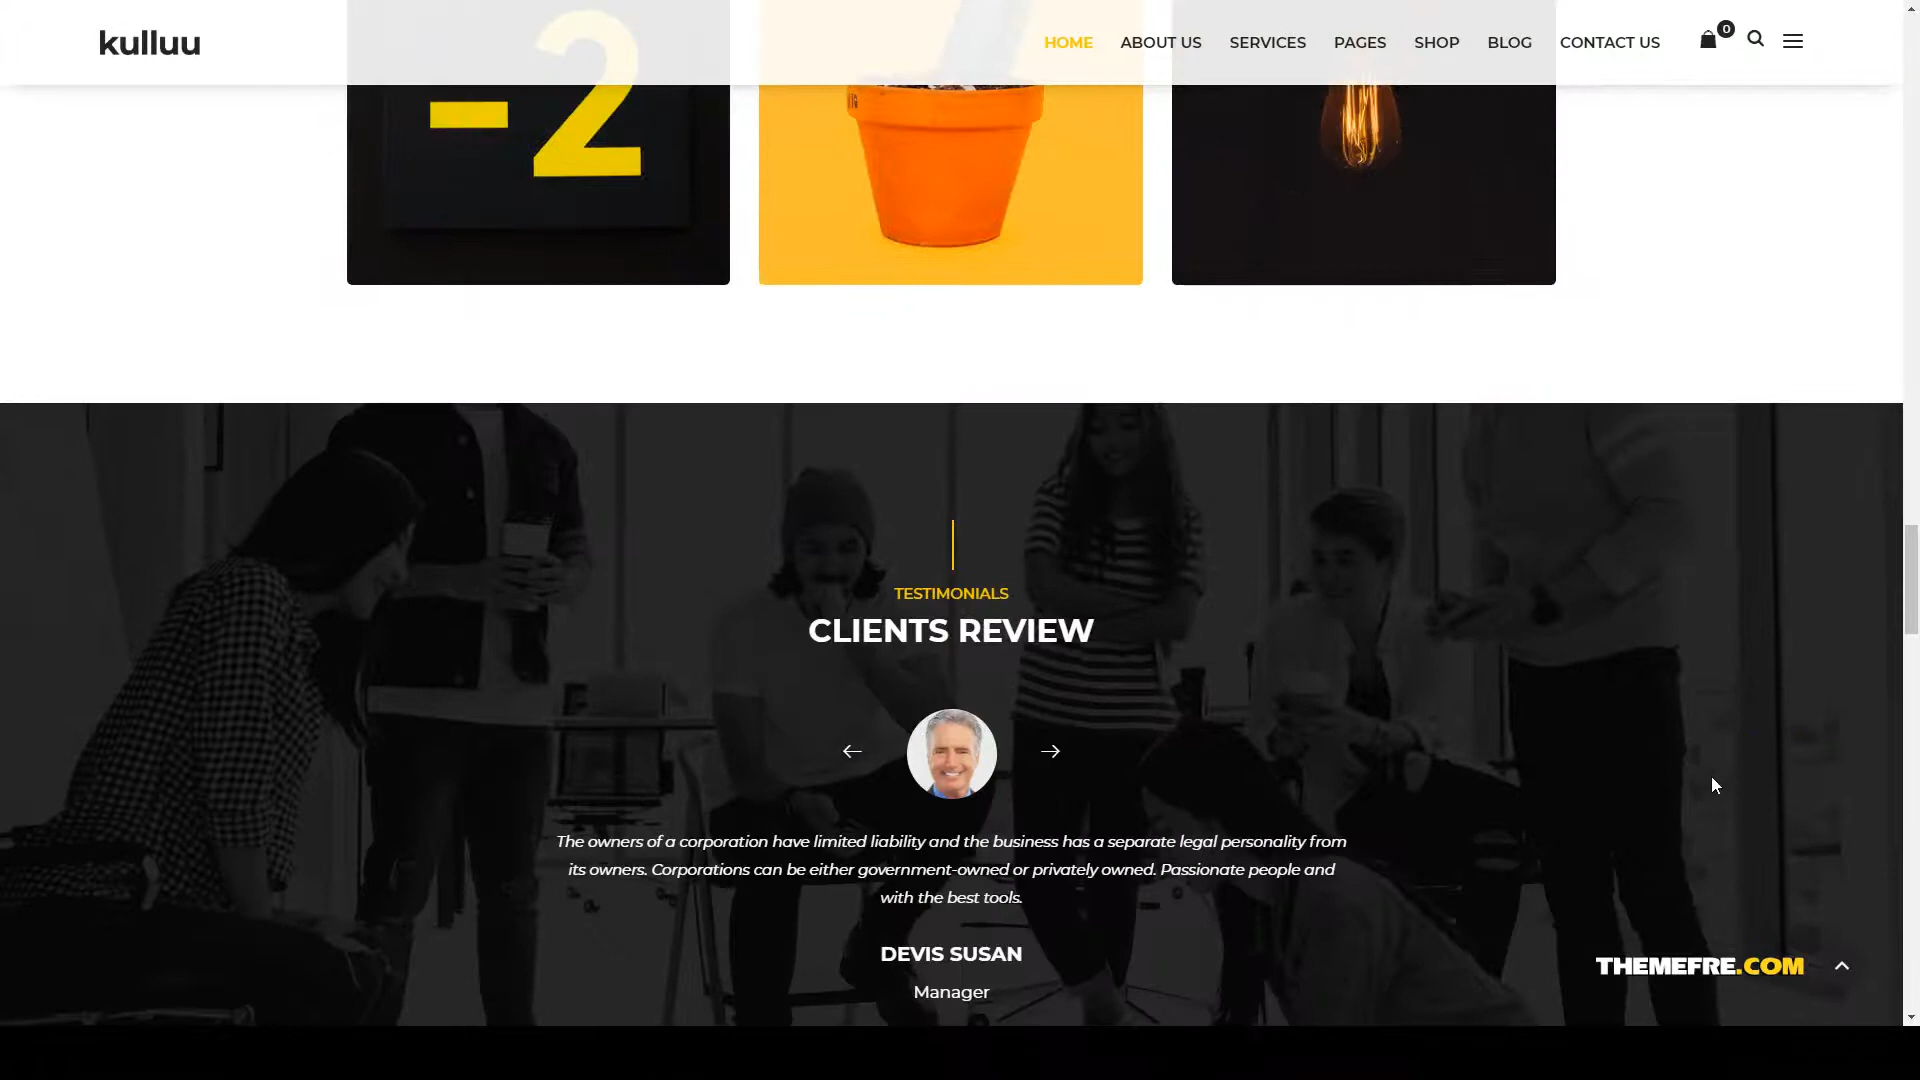 kulluu
HOME ABOUT US SERVICES PAGES SHOP BLOG CONTACT US 0
-2
TESTIMONIALS
CLIENTS REVIEW
The owners of a corporation have limited liability and the business has a separate legal personality from
its owners. Corporations can be either government-owned or privately owned. Passionate people and
with the best tools.
DEVIS SUSAN
Manager
THEMEFRE.COM